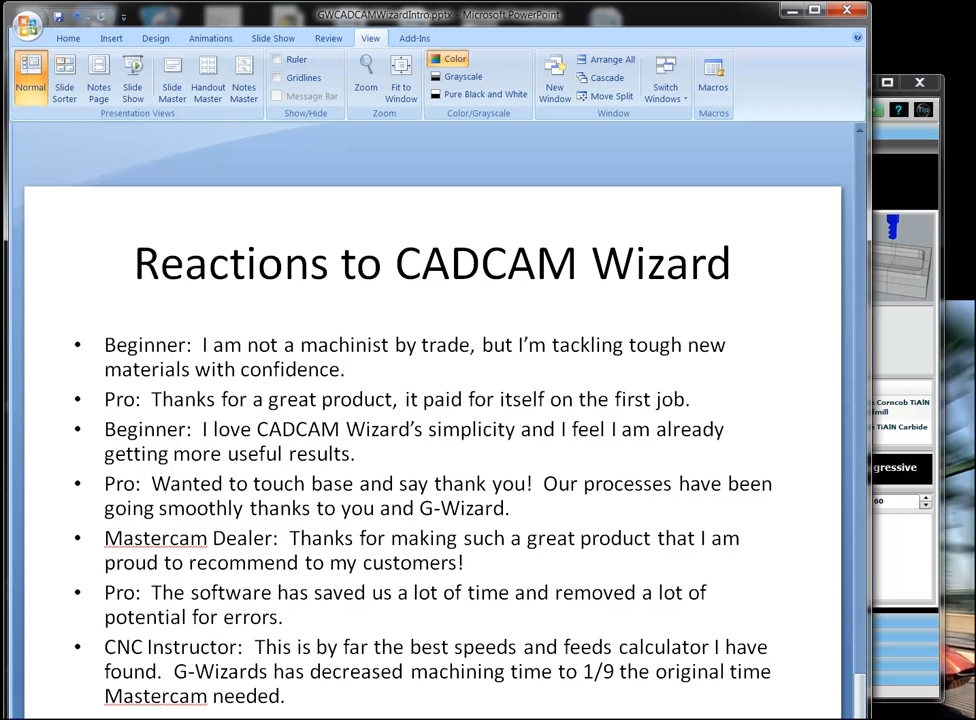 GWCADCAMWizardIntro.pptx - Microsoft PowerPoint
Home Insert Design Animations Slide Show Review View Add-Ins
Normal
Slide Sorter
Notes Page
Slide Show
Slide Master
Handout Master
Notes Master
Presentation Views
Ruler
Gridlines
Message Bar
Show/Hide
Zoom
Fit to Window
Zoom
Color
Grayscale
Pure Black and White
Color/Grayscale
New Window
Arrange All
Cascade
Move Split
Switch Windows
Window
Macros
Macros
Reactions to CADCAM Wizard
• Beginner: I am not a machinist by trade, but I’m tackling tough new
materials with confidence.
• Pro: Thanks for a great product, it paid for itself on the first job.
• Beginner: I love CADCAM Wizard’s simplicity and I feel I am already
getting more useful results.
• Pro: Wanted to touch base and say thank you! Our processes have been
going smoothly thanks to you and G-Wizard.
• Mastercam Dealer: Thanks for making such a great product that I am
proud to recommend to my customers!
• Pro: The software has saved us a lot of time and removed a lot of
potential for errors.
• CNC Instructor: This is by far the best speeds and feeds calculator I have
found. G-Wizards has decreased machining time to 1/9 the original time
Mastercam needed.
Tip
Corncob TiAlN
TiAlN Carbide
gressive
60